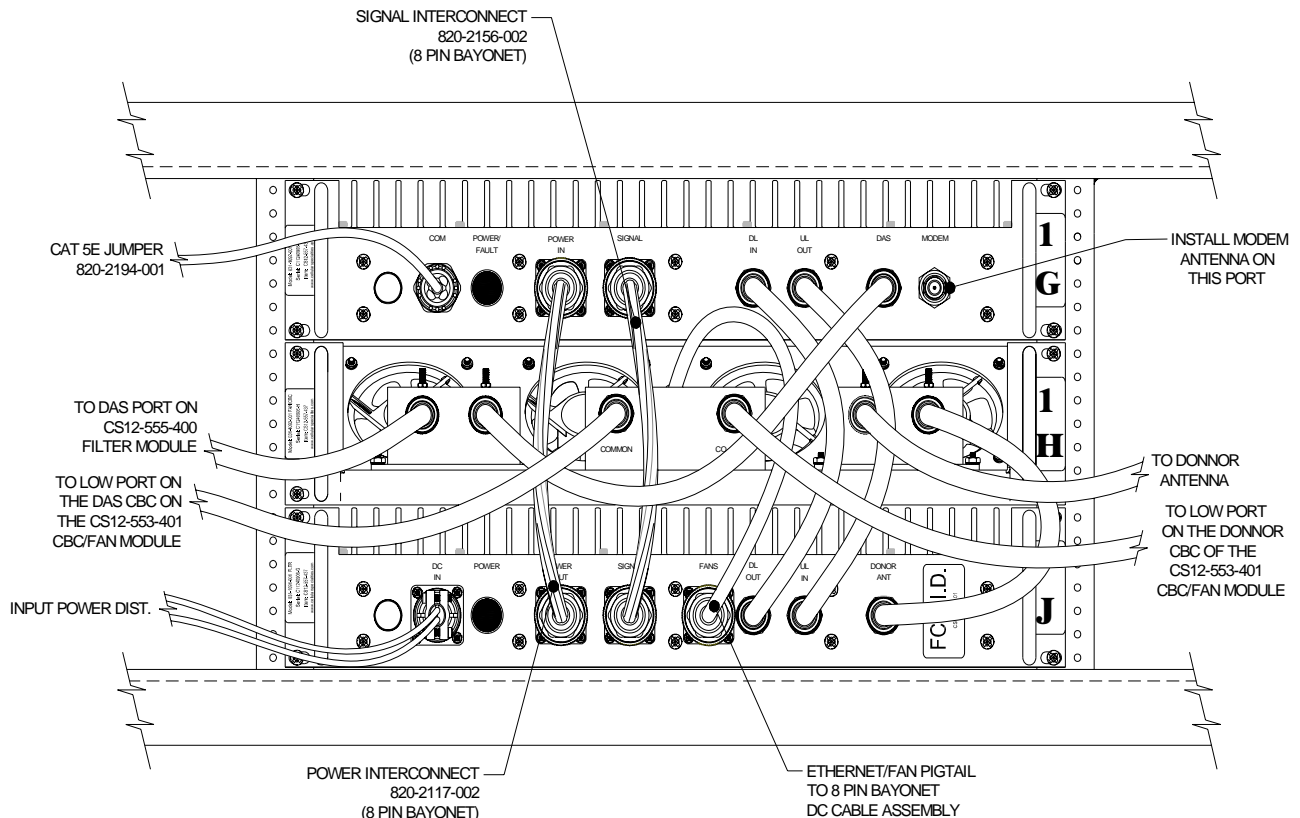 SIGNAL INTERCONNECT
820-2156-002
(8 PIN BAYONET)
CAT 5E JUMPER
820-2194-001
COM
POWER/
FAULT
POWER
IN
SIGNAL
DL
IN
UL
OUT
DAS
MODEM
1
G
INSTALL MODEM
ANTENNA ON
THIS PORT
TO DAS PORT ON
CS12-555-400
FILTER MODULE
TO LOW PORT ON
THE DAS CBC ON
THE CS12-553-401
CBC/FAN MODULE
COMMON
CO
1
H
TO DONNOR
ANTENNA
TO LOW PORT
ON THE DONNOR
CBC OF THE
CS12-553-401
CBC/FAN MODULE
INPUT POWER DIST.
DC
IN
POWER
FANS
DL
OUT
UL
IN
DONOR
ANT
J
POWER INTERCONNECT
820-2117-002
(8 PIN BAYONET)
ETHERNET/FAN PIGTAIL
TO 8 PIN BAYONET
DC CABLE ASSEMBLY